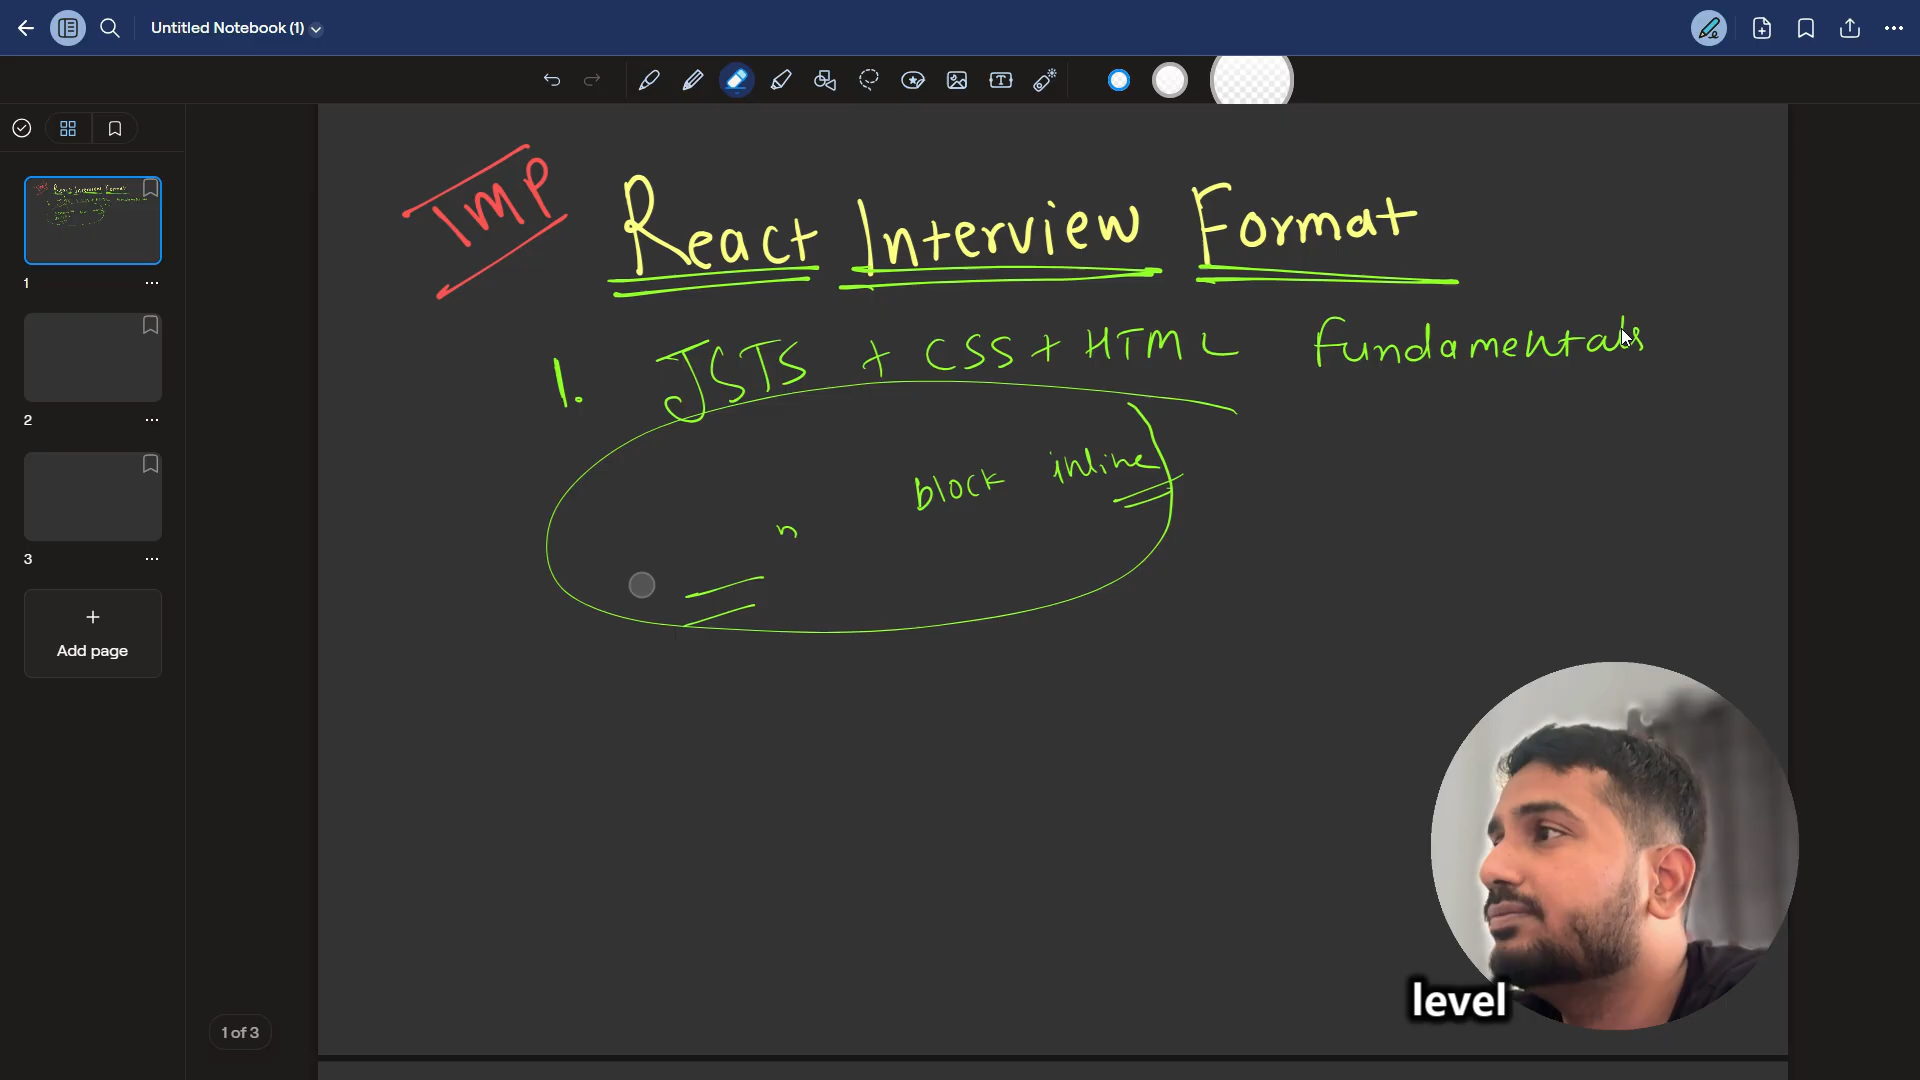 Untitled Notebook (1)
IMP
React Interview Format
1. JSTS + CSS + HTML fundamentals
block inline
n
1
2
3
Add page
level
1 of 3